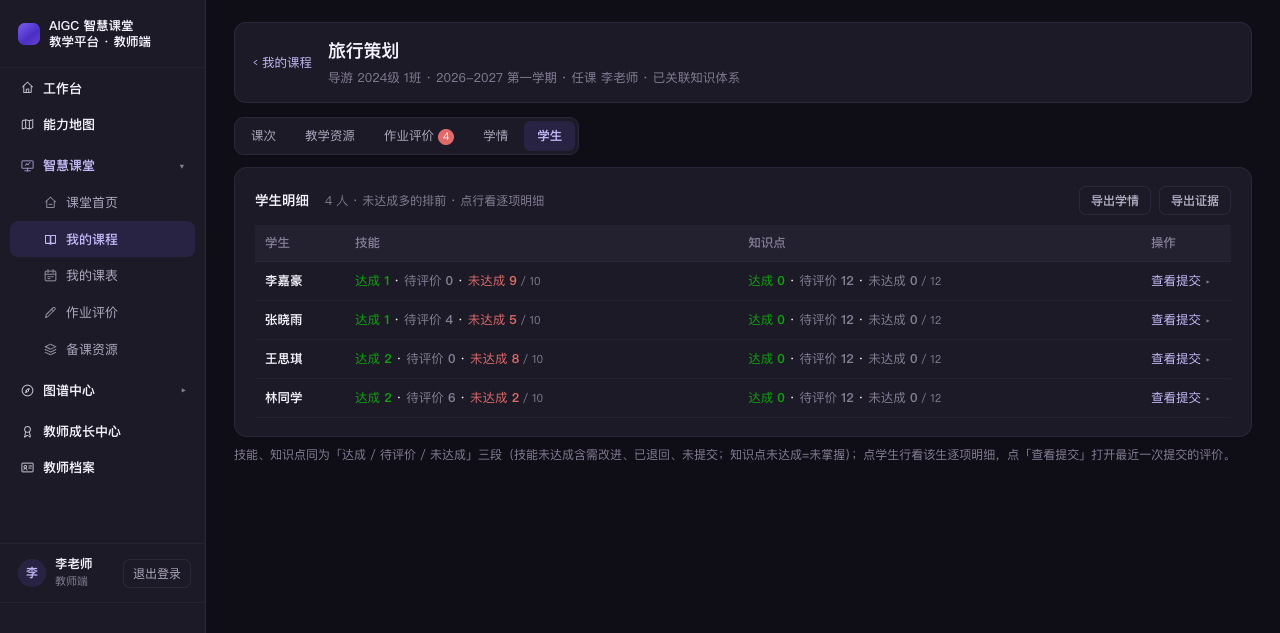 AIGC 智慧课堂
教学平台 · 教师端
工作台
能力地图
智慧课堂 ▾
课堂首页
我的课程
我的课表
作业评价
备课资源
图谱中心 ▸
教师成长中心
教师档案
李
李老师
教师端
退出登录
‹ 我的课程
旅行策划
导游 2024级 1班 · 2026–2027 第一学期 · 任课 李老师 · 已关联知识体系
课次 教学资源 作业评价 4 学情 学生
学生明细 4 人 · 未达成多的排前 · 点行看逐项明细 导出学情 导出证据
学生 技能 知识点 操作
李嘉豪 达成 1 · 待评价 0 · 未达成 9 / 10 达成 0 · 待评价 12 · 未达成 0 / 12 查看提交 ▸
张晓雨 达成 1 · 待评价 4 · 未达成 5 / 10 达成 0 · 待评价 12 · 未达成 0 / 12 查看提交 ▸
王思琪 达成 2 · 待评价 0 · 未达成 8 / 10 达成 0 · 待评价 12 · 未达成 0 / 12 查看提交 ▸
林同学 达成 2 · 待评价 6 · 未达成 2 / 10 达成 0 · 待评价 12 · 未达成 0 / 12 查看提交 ▸
技能、知识点同为「达成 / 待评价 / 未达成」三段（技能未达成含需改进、已退回、未提交；知识点未达成=未掌握）；点学生行看该生逐项明细，点「查看提交」打开最近一次提交的评价。